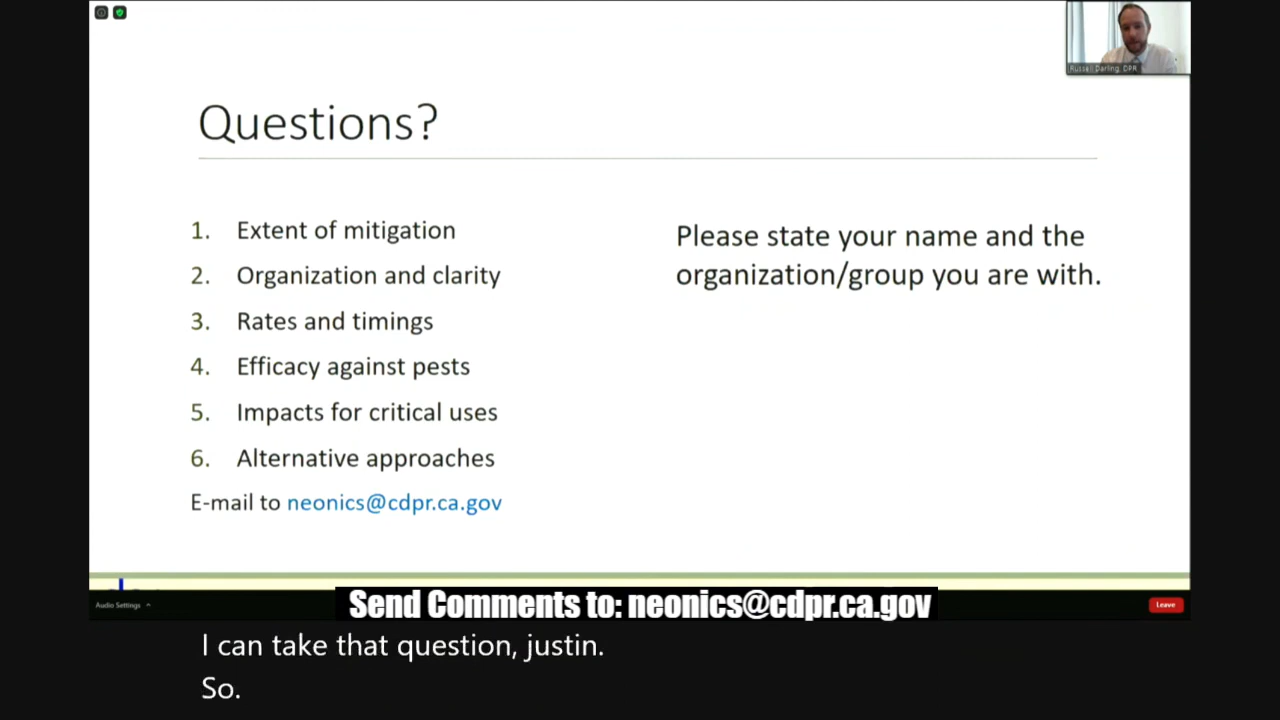 Russell Darling, DPR
Questions?
1. Extent of mitigation
2. Organization and clarity
3. Rates and timings
4. Efficacy against pests
5. Impacts for critical uses
6. Alternative approaches
E-mail to neonics@cdpr.ca.gov
Please state your name and the
organization/group you are with.
Audio Settings
Leave
Send Comments to: neonics@cdpr.ca.gov
I can take that question, justin.
So.